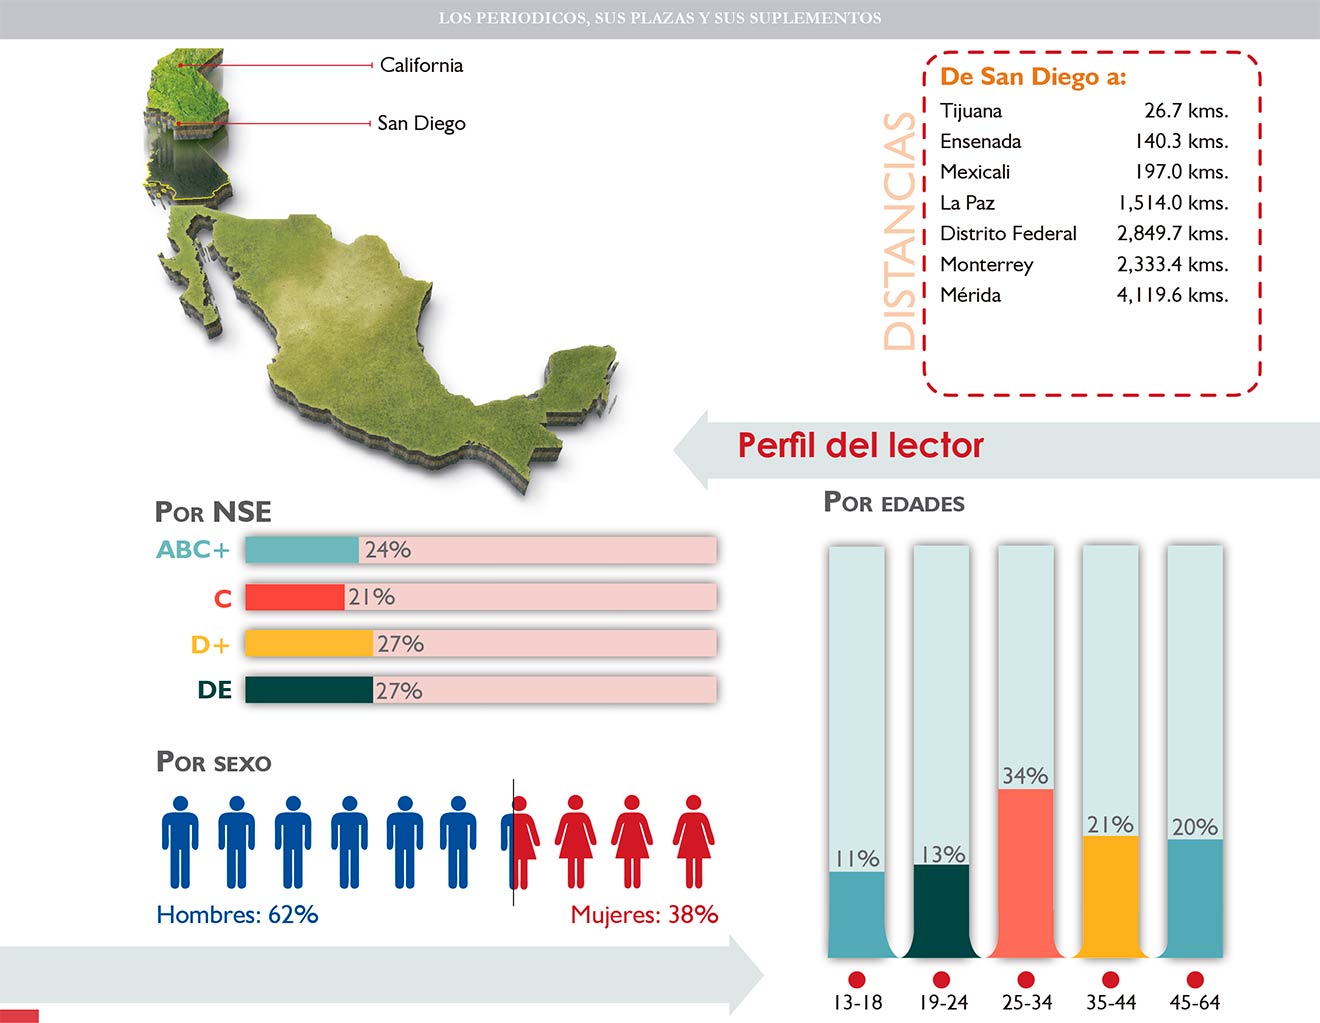 LOS PERIODICOS, SUS PLAZAS Y SUS SUPLEMENTOS
California
San Diego
DISTANCIAS
De San Diego a:
Tijuana 26.7 kms.
Ensenada 140.3 kms.
Mexicali 197.0 kms.
La Paz 1,514.0 kms.
Distrito Federal 2,849.7 kms.
Monterrey 2,333.4 kms.
Mérida 4,119.6 kms.
Perfil del lector
POR NSE
ABC+ 24%
C 21%
D+ 27%
DE 27%
POR SEXO
Hombres: 62%
Mujeres: 38%
POR EDADES
11% 13% 34% 21% 20%
13-18 19-24 25-34 35-44 45-64